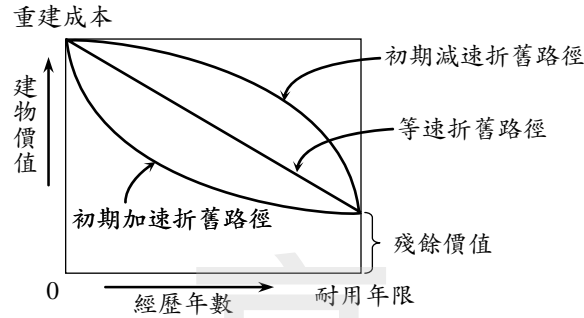 重建成本
初期減速折舊路徑
建物價值
等速折舊路徑
初期加速折舊路徑
殘餘價值
0
經歷年數
耐用年限